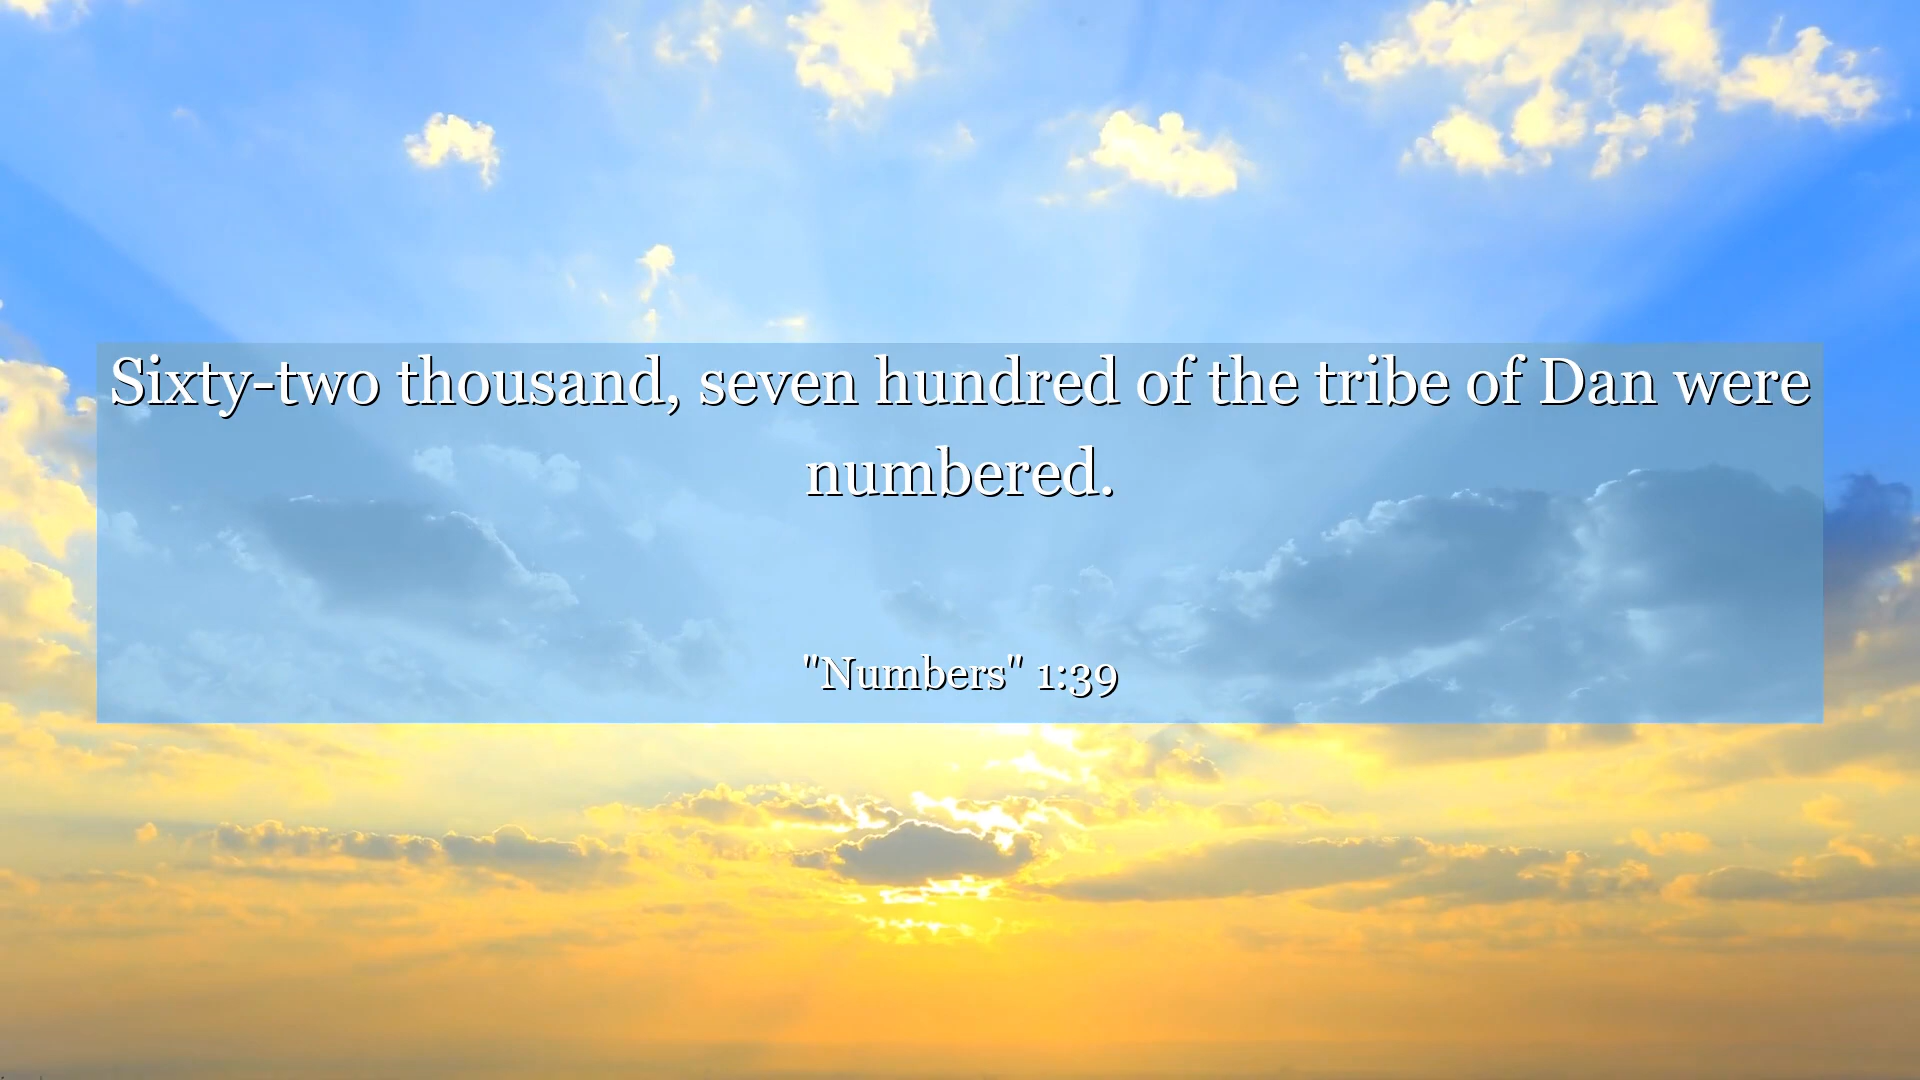 Sixty-two thousand, seven hundred of the tribe of Dan were
numbered.
"Numbers" 1:39